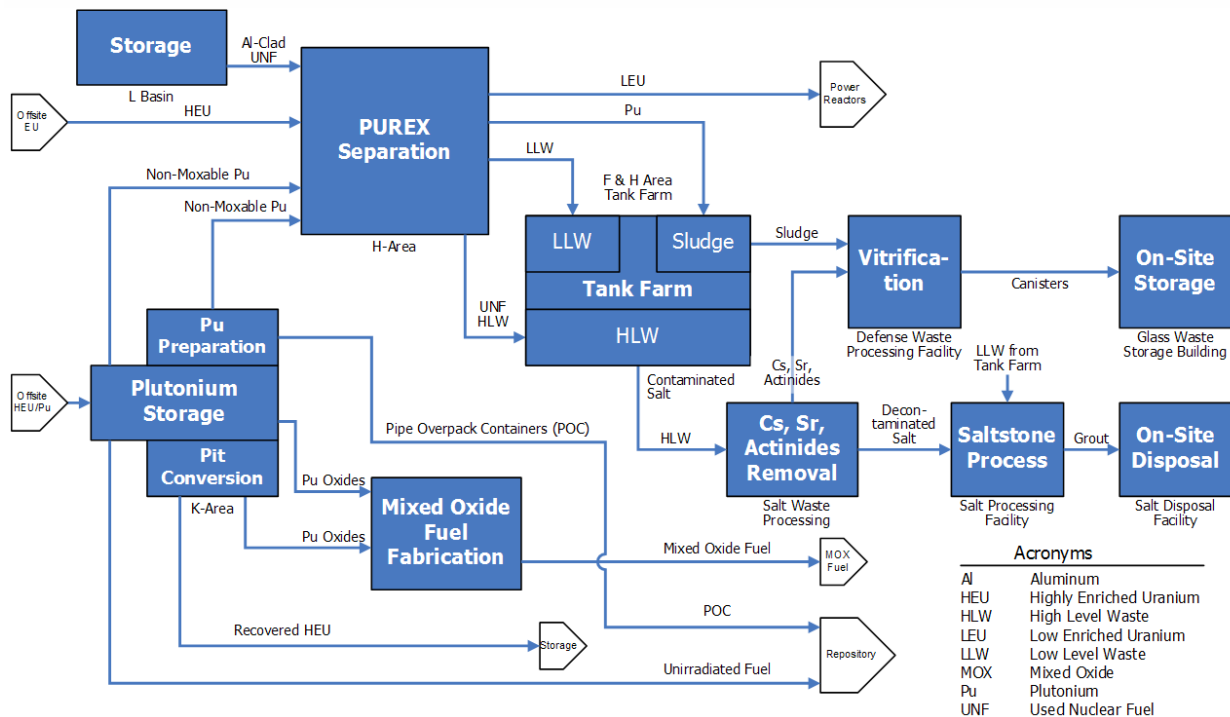 Storage
Al-Clad
UNF
L Basin
Offsite
EU
HEU
PUREX
Separation
H-Area
LEU
Power
Reactors
Pu
LLW
Non-Moxable Pu
Non-Moxable Pu
F & H Area
Tank Farm
LLW
Sludge
Tank Farm
HLW
UNF
HLW
Sludge
Vitrifica-
tion
Defense Waste
Processing Facility
Canisters
On-Site
Storage
Glass Waste
Storage Building
Pu
Preparation
Offsite
HEU/Pu
Plutonium
Storage
Pit
Conversion
K-Area
Contaminated
Salt
Cs, Sr,
Actinides
LLW from
Tank Farm
Pipe Overpack Containers (POC)
HLW
Cs, Sr,
Actinides
Removal
Salt Waste
Processing
Decon-
taminated
Salt
Saltstone
Process
Salt Processing
Facility
Grout
On-Site
Disposal
Salt Disposal
Facility
Pu Oxides
Pu Oxides
Mixed Oxide
Fuel
Fabrication
Mixed Oxide Fuel
MOX
Fuel
POC
Recovered HEU
Storage
Unirradiated Fuel
Repository
Acronyms
Al Aluminum
HEU Highly Enriched Uranium
HLW High Level Waste
LEU Low Enriched Uranium
LLW Low Level Waste
MOX Mixed Oxide
Pu Plutonium
UNF Used Nuclear Fuel